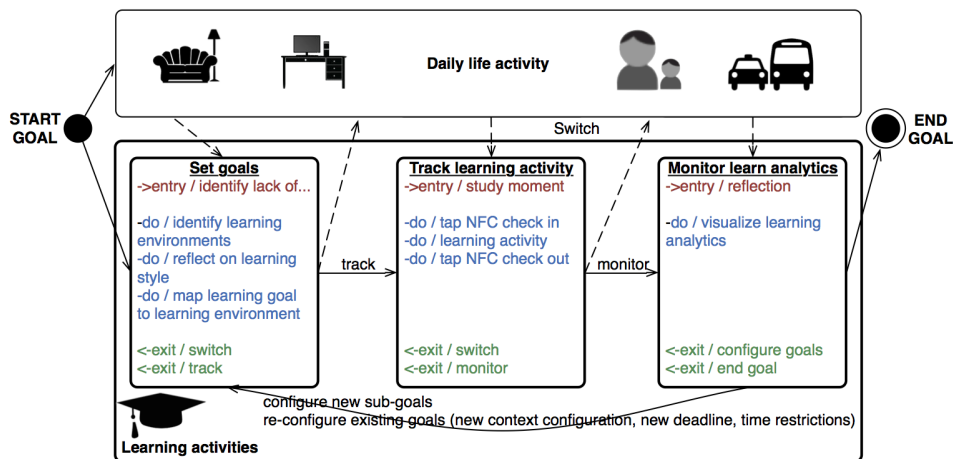 Daily life activity
START
GOAL
END
GOAL
Switch
Set goals
->entry / identify lack of...
-do / identify learning
environments
-do / reflect on learning
style
-do / map learning goal
to learning environment
<-exit / switch
<-exit / track
track
Track learning activity
->entry / study moment
-do / tap NFC check in
-do / learning activity
-do / tap NFC check out
<-exit / switch
<-exit / monitor
monitor
Monitor learn analytics
->entry / reflection
-do / visualize learning
analytics
<-exit / configure goals
<-exit / end goal
configure new sub-goals
re-configure existing goals (new context configuration, new deadline, time restrictions)
Learning activities